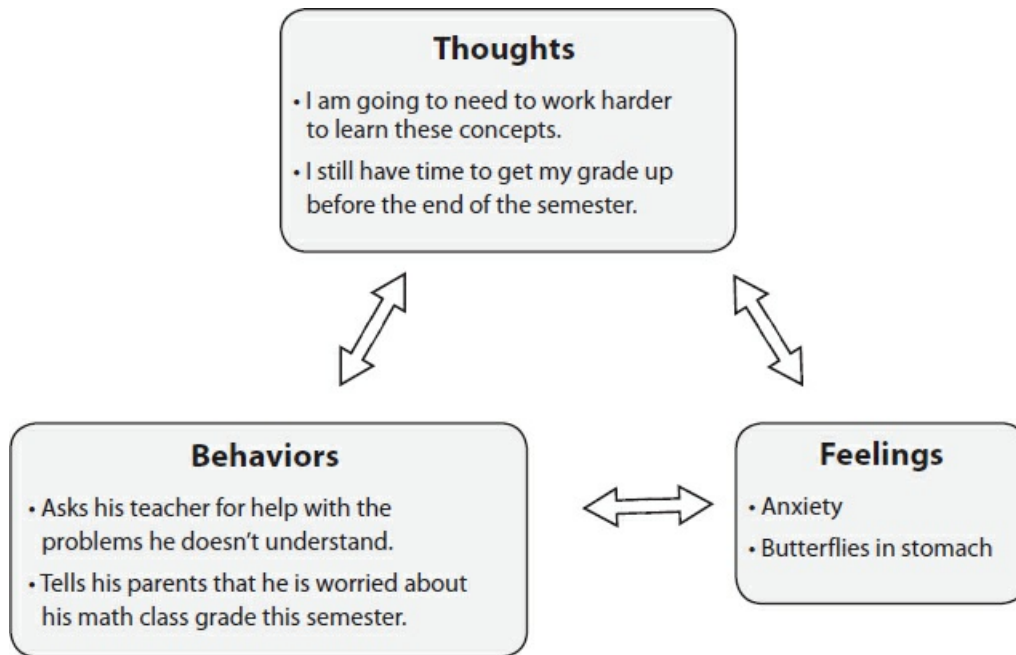 Thoughts
• I am going to need to work harder
to learn these concepts.
• I still have time to get my grade up
before the end of the semester.
Behaviors
• Asks his teacher for help with the
problems he doesn't understand.
• Tells his parents that he is worried about
his math class grade this semester.
Feelings
• Anxiety
• Butterflies in stomach